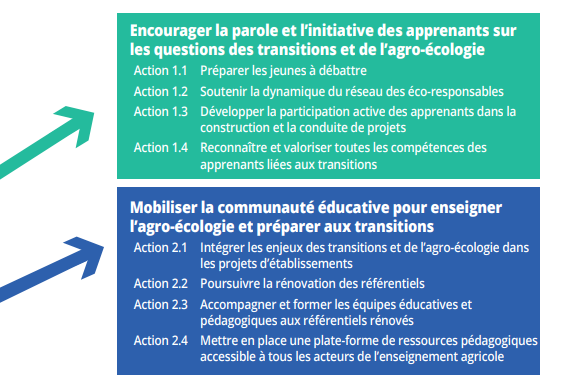 Encourager la parole et l'initiative des apprenants sur
les questions des transitions et de l'agro-écologie
Action 1.1 Préparer les jeunes à débattre
Action 1.2 Soutenir la dynamique du réseau des éco-responsables
Action 1.3 Développer la participation active des apprenants dans la
construction et la conduite de projets
Action 1.4 Reconnaître et valoriser toutes les compétences des
apprenants liées aux transitions
Mobiliser la communauté éducative pour enseigner
l'agro-écologie et préparer aux transitions
Action 2.1 Intégrer les enjeux des transitions et de l'agro-écologie dans
les projets d'établissements
Action 2.2 Poursuivre la rénovation des référentiels
Action 2.3 Accompagner et former les équipes éducatives et
pédagogiques aux référentiels rénovés
Action 2.4 Mettre en place une plate-forme de ressources pédagogiques
accessible à tous les acteurs de l'enseignement agricole